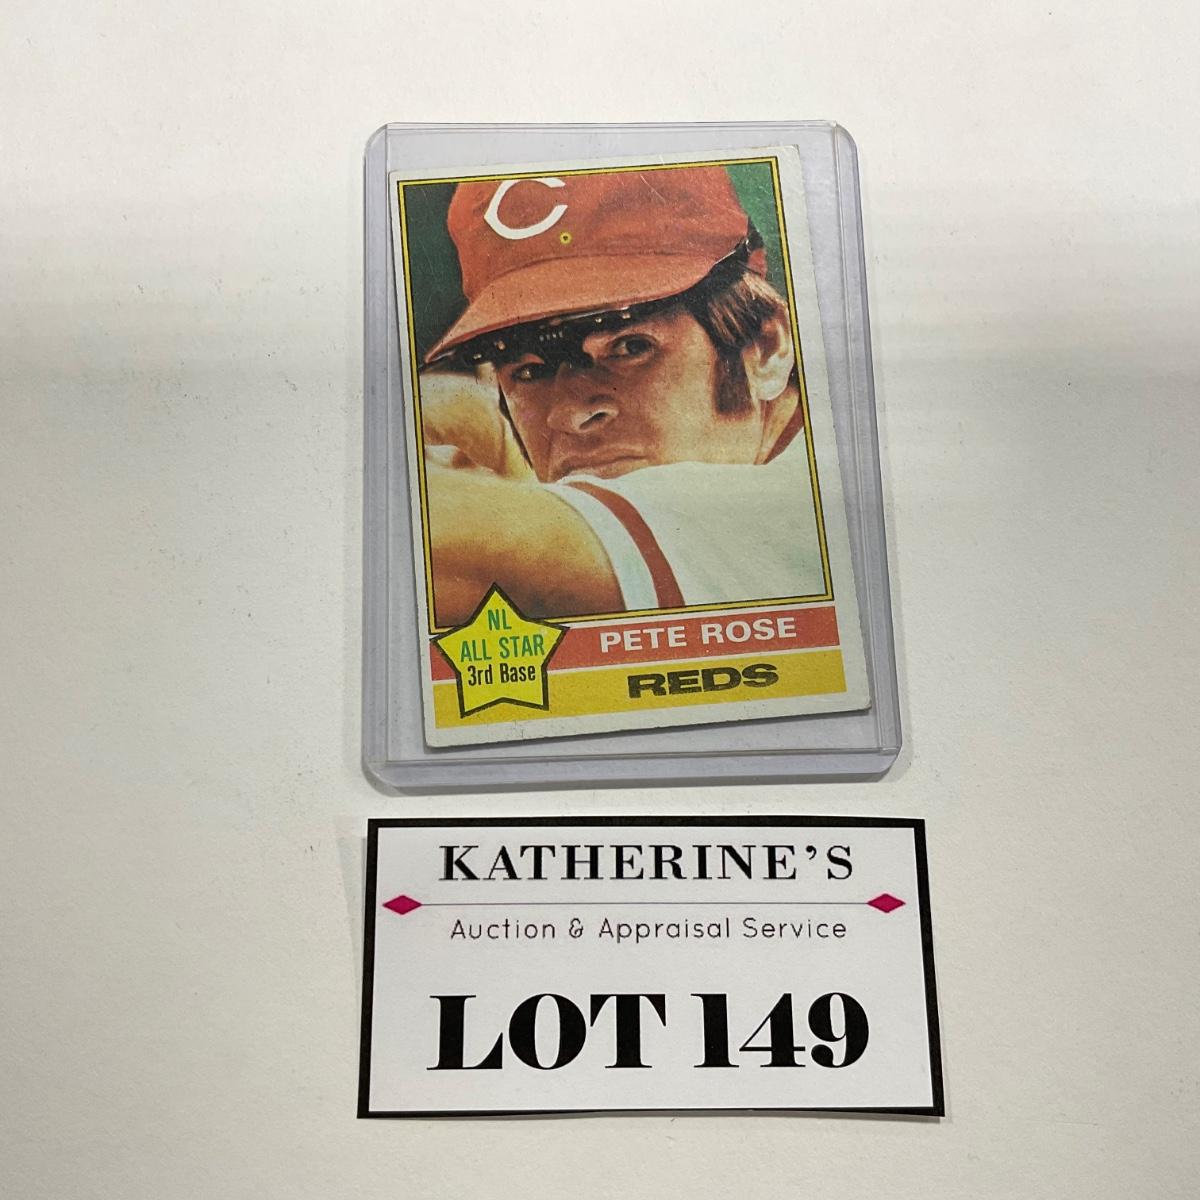 C
NL
ALL STAR
3rd Base
PETE ROSE
REDS
KATHERINE'S
Auction & Appraisal Service
LOT 149